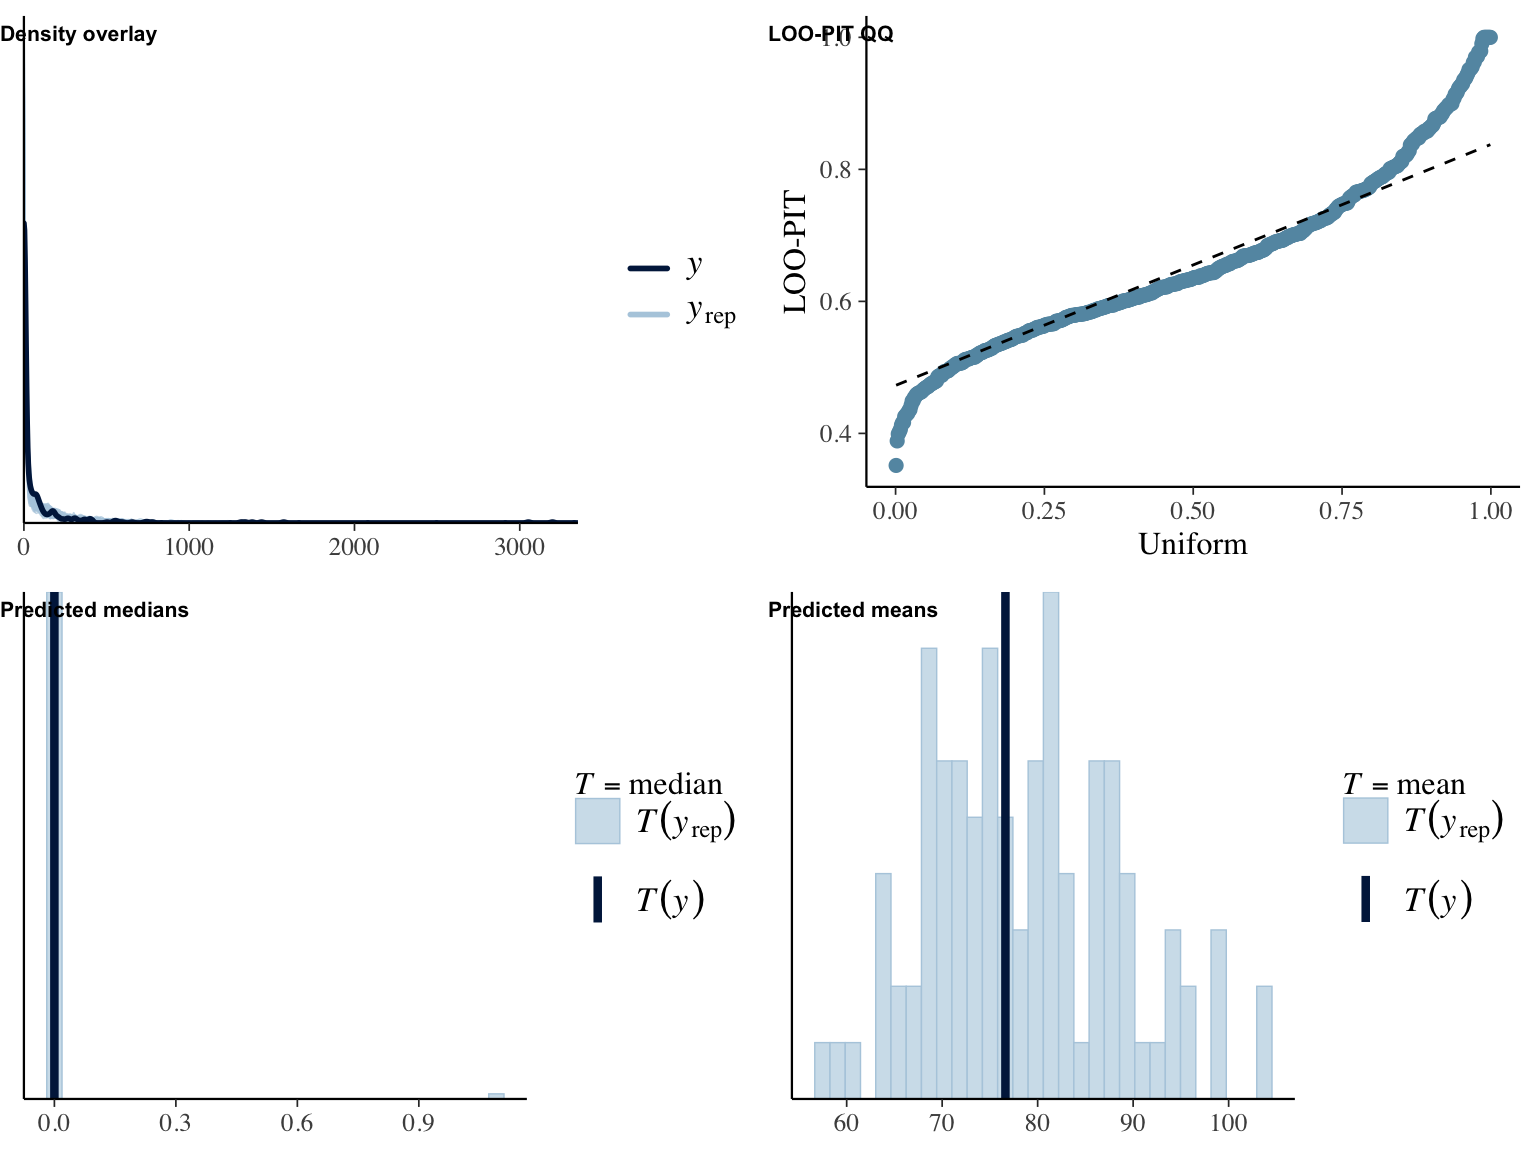 Density overlay
y
y rep
0 1000 2000 3000
LOO-PIT QQ
1.0
0.8
0.6
0.4
LOO-PIT
0.00 0.25 0.50 0.75 1.00
Uniform
Predicted medians
T = median
T(y rep)
T(y)
0.0 0.3 0.6 0.9
Predicted means
T = mean
T(y rep)
T(y)
60 70 80 90 100